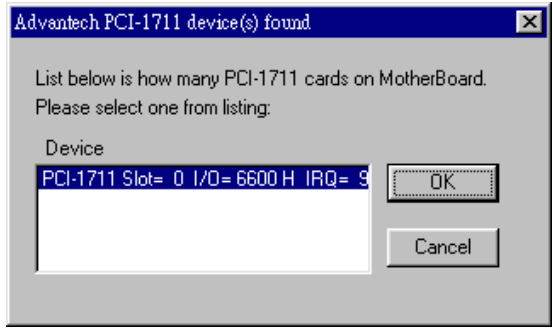 Advantech PCI-1711 device(s) found
List below is how many PCI-1711 cards on MotherBoard.
Please select one from listing:
Device
PCI-1711 Slot= 0 I/O= 6600 H IRQ= 9
OK
Cancel